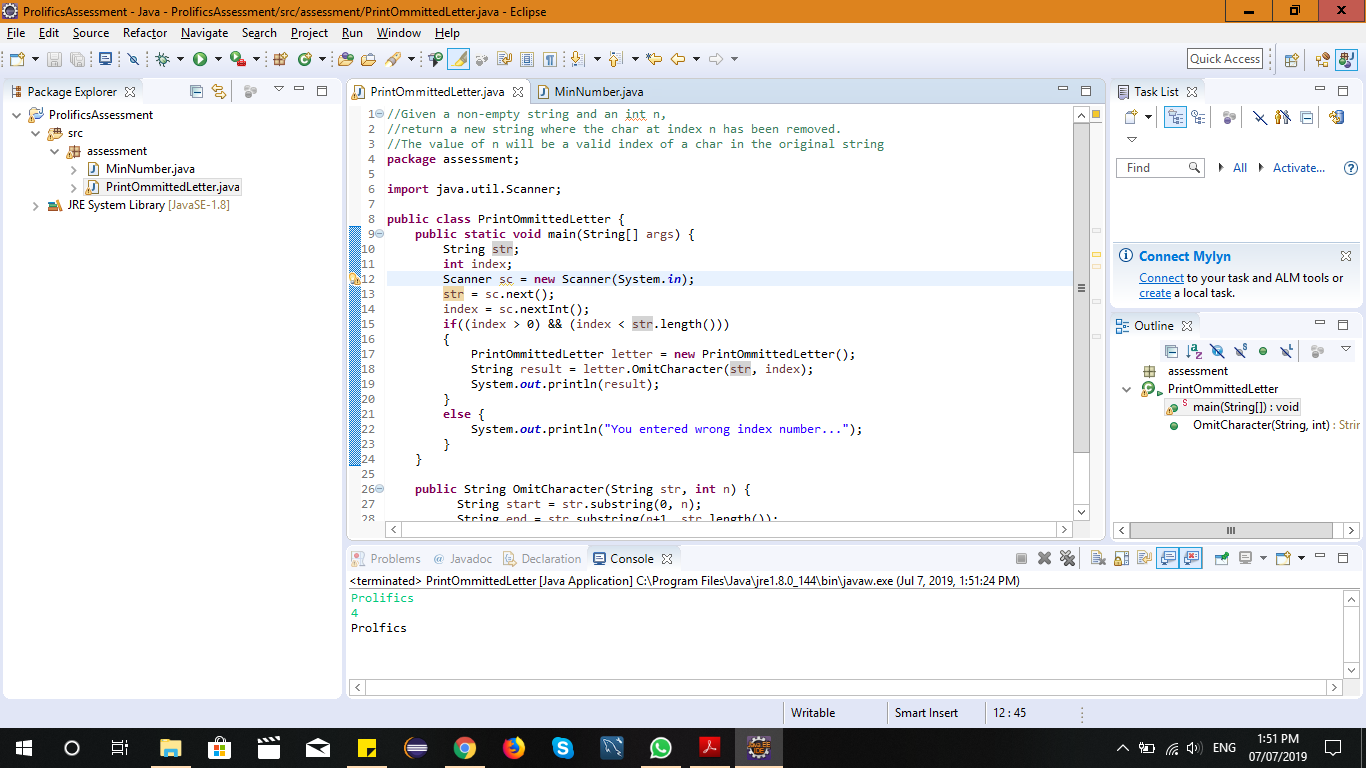 ProlificsAssessment - Java - ProlificsAssessment/src/assessment/PrintOmmittedLetter.java - Eclipse
File Edit Source Refactor Navigate Search Project Run Window Help
Quick Access
Package Explorer
ProlificsAssessment
src
assessment
MinNumber.java
PrintOmmittedLetter.java
JRE System Library [JavaSE-1.8]
PrintOmmittedLetter.java MinNumber.java
1 //Given a non-empty string and an int n,
2 //return a new string where the char at index n has been removed.
3 //The value of n will be a valid index of a char in the original string
4 package assessment;
5
6 import java.util.Scanner;
7
8 public class PrintOmmittedLetter {
9 public static void main(String[] args) {
10 String str;
11 int index;
12 Scanner sc = new Scanner(System.in);
13 str = sc.next();
14 index = sc.nextInt();
15 if((index > 0) && (index < str.length()))
16 {
17 PrintOmmittedLetter letter = new PrintOmmittedLetter();
18 String result = letter.OmitCharacter(str, index);
19 System.out.println(result);
20 }
21 else {
22 System.out.println("You entered wrong index number...");
23 }
24 }
25
26 public String OmitCharacter(String str, int n) {
27 String start = str.substring(0, n);
28 String end = str.substring(n+1, str.length());
Task List
Find All Activate...
Connect Mylyn
Connect to your task and ALM tools or
create a local task.
Outline
assessment
PrintOmmittedLetter
main(String[]) : void
OmitCharacter(String, int) : Strir
Problems @ Javadoc Declaration Console
<terminated> PrintOmmittedLetter [Java Application] C:\Program Files\Java\jre1.8.0_144\bin\javaw.exe (Jul 7, 2019, 1:51:24 PM)
Prolifics
4
Prolfics
Writable Smart Insert 12 : 45
ENG
1:51 PM
07/07/2019